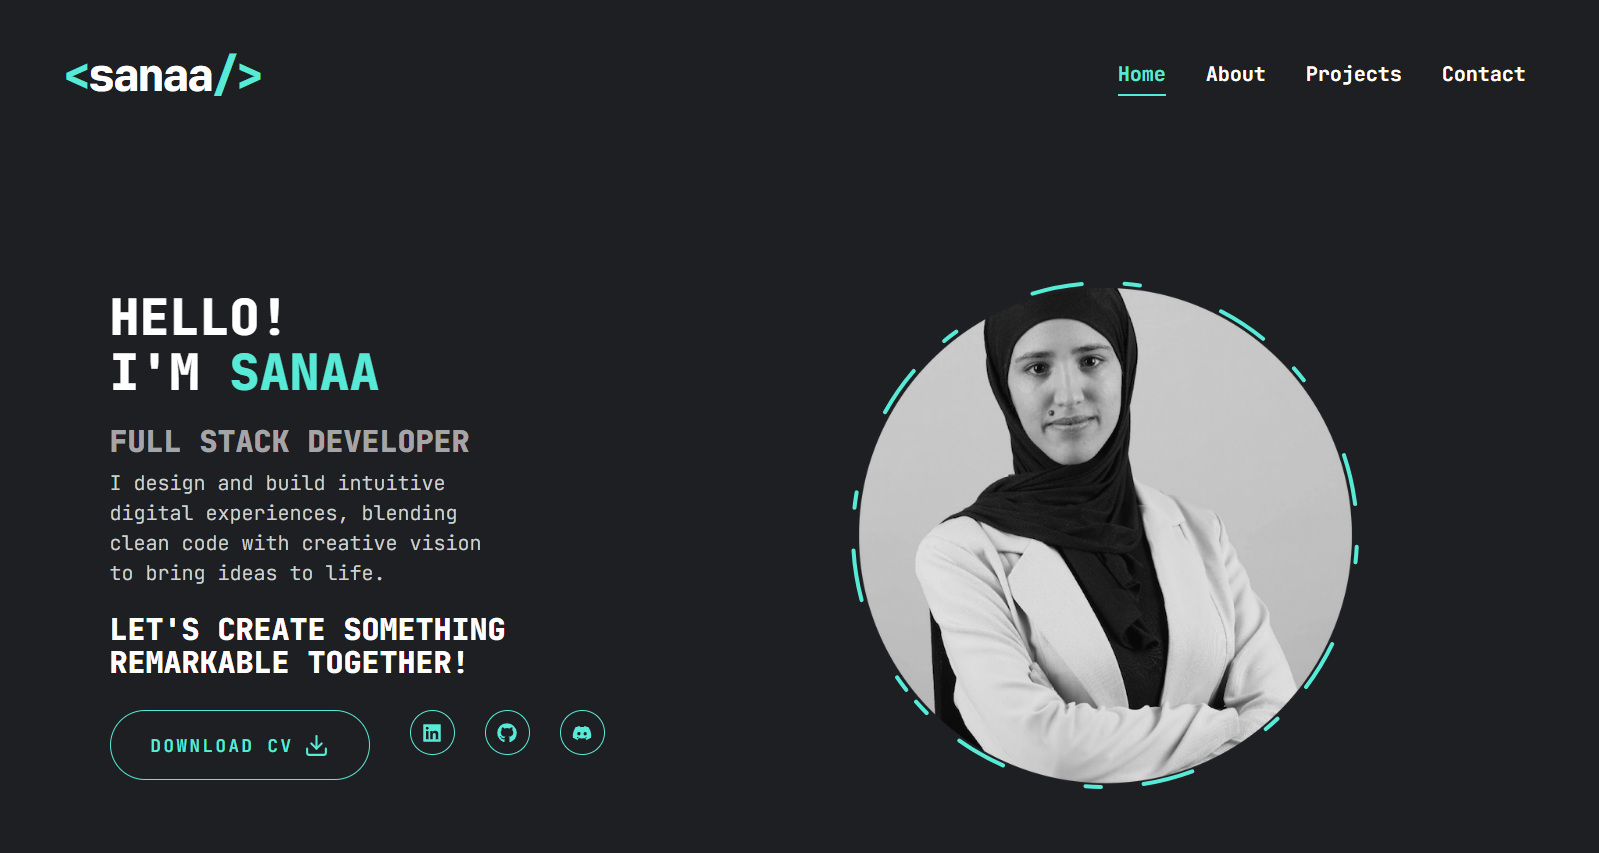 <sanaa/>
Home About Projects Contact
HELLO!
I'M SANAA
FULL STACK DEVELOPER
I design and build intuitive
digital experiences, blending
clean code with creative vision
to bring ideas to life.
LET'S CREATE SOMETHING
REMARKABLE TOGETHER!
DOWNLOAD CV
in